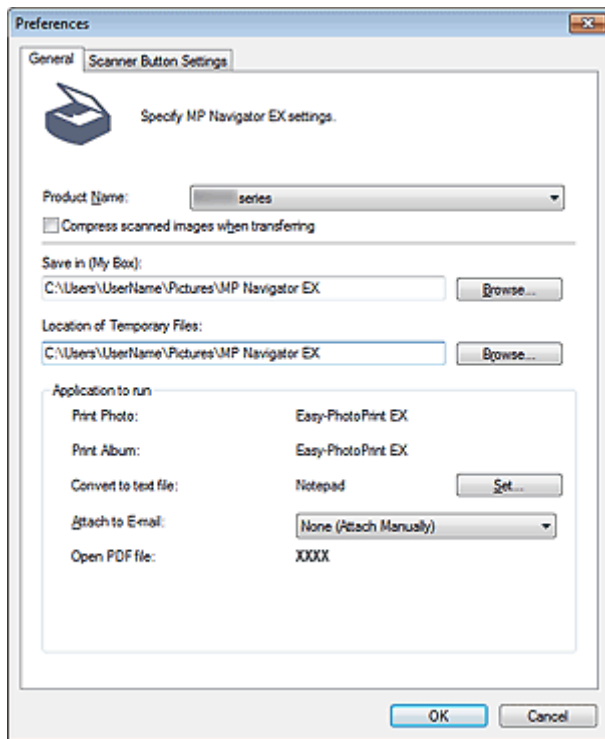 Preferences
General
Scanner Button Settings
Specify MP Navigator EX settings.
Product Name:
series
Compress scanned images when transferring
Save in (My Box):
C:\Users\UserName\Pictures\MP Navigator EX
Browse...
Location of Temporary Files:
C:\Users\UserName\Pictures\MP Navigator EX
Browse...
Application to run
Print Photo: Easy-PhotoPrint EX
Print Album: Easy-PhotoPrint EX
Convert to text file: Notepad Set...
Attach to E-mail: None (Attach Manually)
Open PDF file: XXXX
OK Cancel